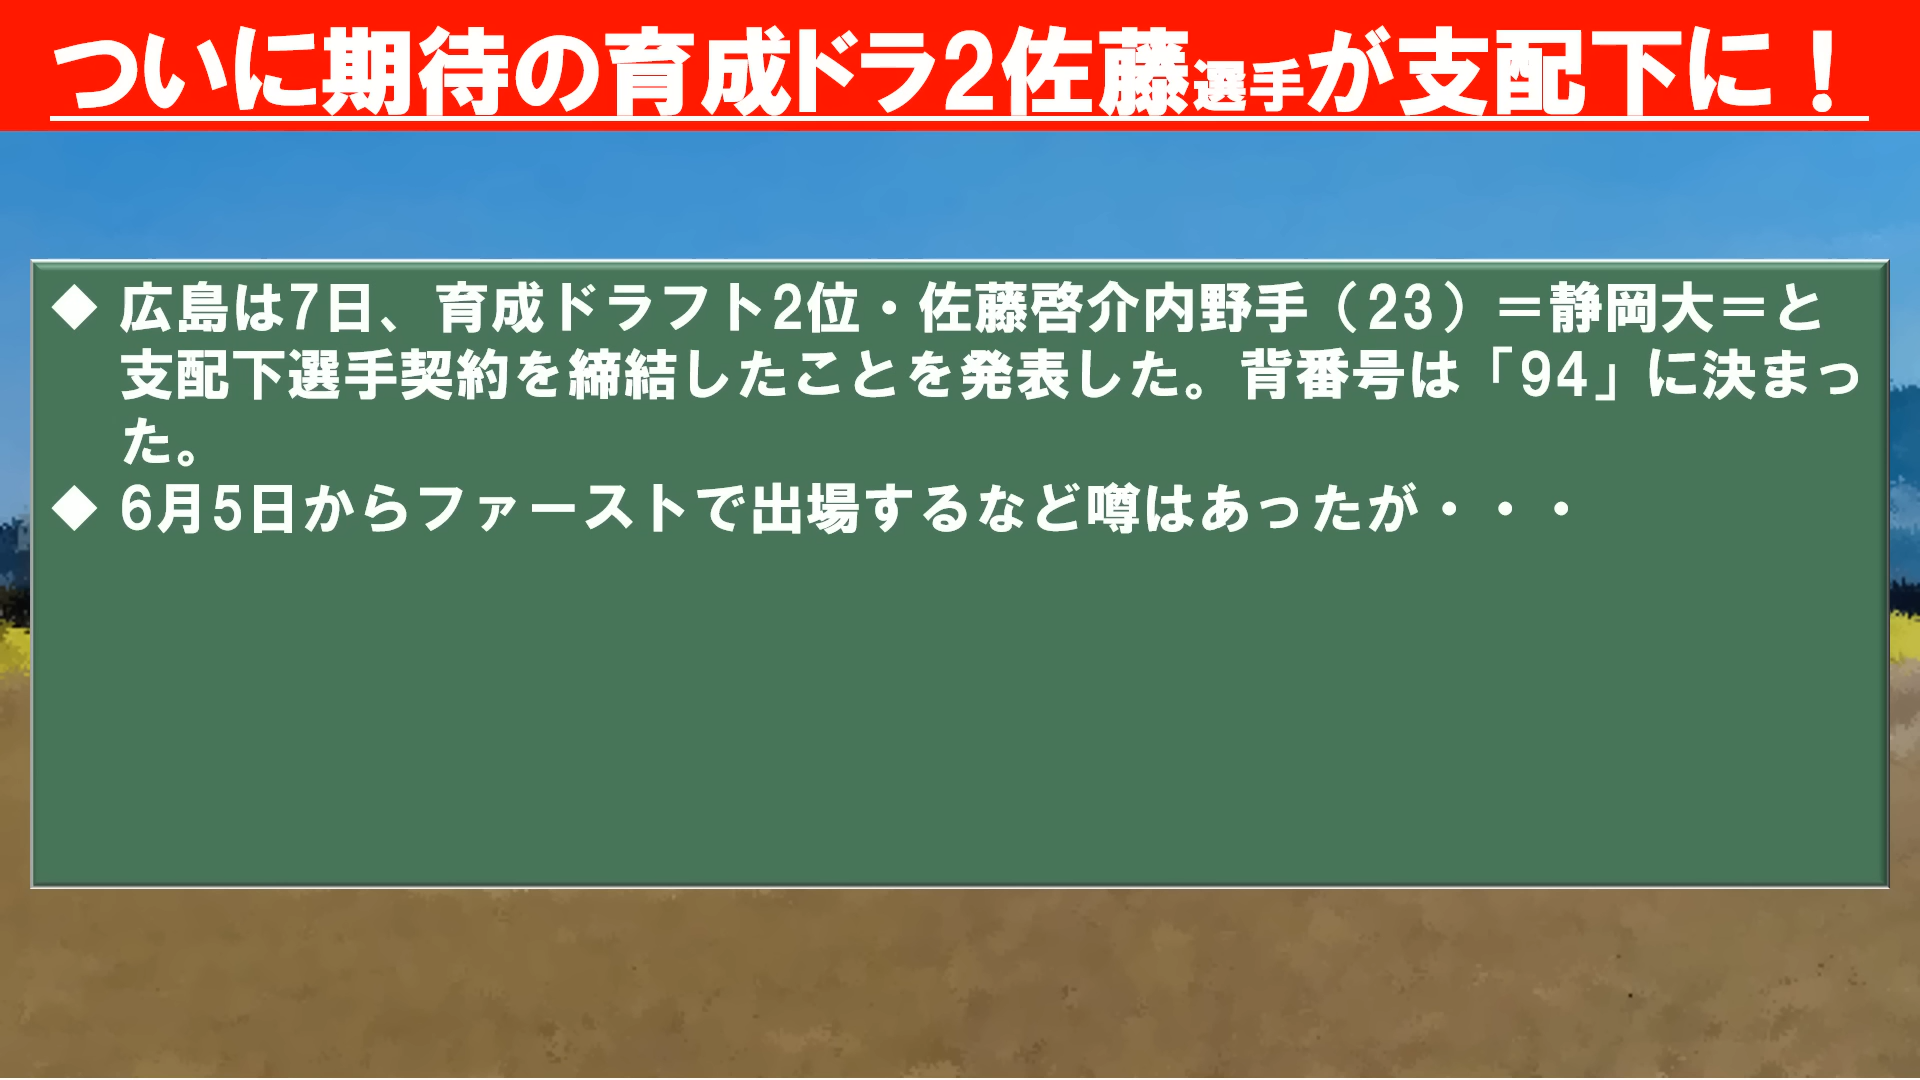 ついに期待の育成ドラ2佐藤選手が支配下に！
◆ 広島は7日、育成ドラフト2位・佐藤啓介内野手（23）＝静岡大＝と
支配下選手契約を締結したことを発表した。背番号は「94」に決まっ
た。
◆ 6月5日からファーストで出場するなど噂はあったが・・・